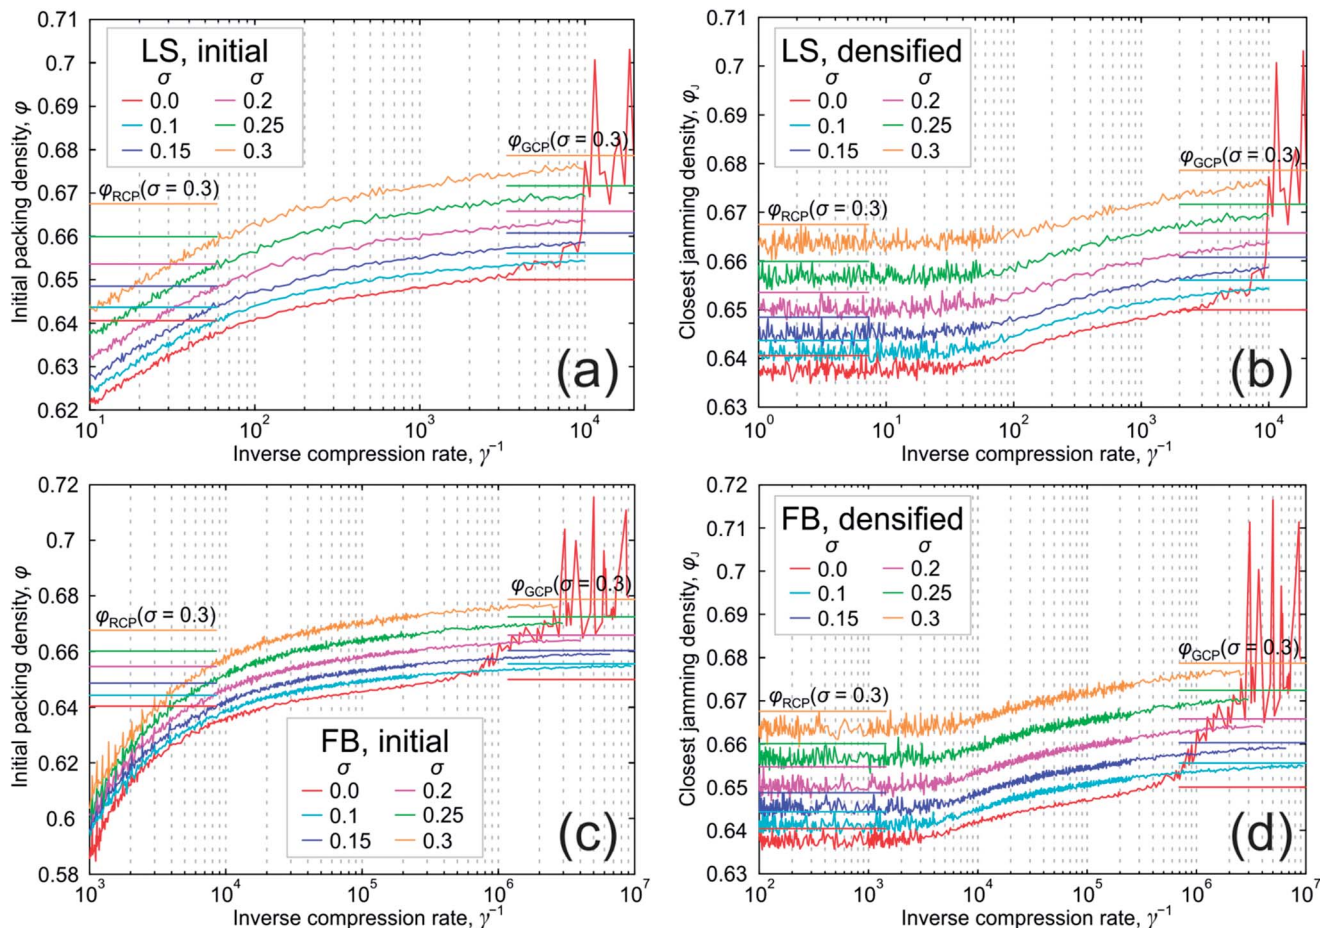 LS, initial
σ σ
0.0 0.2
0.1 0.25
0.15 0.3
φRCP(σ = 0.3)
φGCP(σ = 0.3)
(a)
Initial packing density, φ
0.7
0.69
0.68
0.67
0.66
0.65
0.64
0.63
0.62
10¹ 10² 10³ 10⁴
Inverse compression rate, γ⁻¹
LS, densified
σ σ
0.0 0.2
0.1 0.25
0.15 0.3
φRCP(σ = 0.3)
φGCP(σ = 0.3)
(b)
Closest jamming density, φJ
0.71
0.7
0.69
0.68
0.67
0.66
0.65
0.64
0.63
10⁰ 10¹ 10² 10³ 10⁴
Inverse compression rate, γ⁻¹
FB, initial
σ σ
0.0 0.2
0.1 0.25
0.15 0.3
φRCP(σ = 0.3)
φGCP(σ = 0.3)
(c)
Initial packing density, φ
0.72
0.7
0.68
0.66
0.64
0.62
0.6
0.58
10³ 10⁴ 10⁵ 10⁶ 10⁷
Inverse compression rate, γ⁻¹
FB, densified
σ σ
0.0 0.2
0.1 0.25
0.15 0.3
φRCP(σ = 0.3)
φGCP(σ = 0.3)
(d)
Closest jamming density, φJ
0.72
0.71
0.7
0.69
0.68
0.67
0.66
0.65
0.64
0.63
10² 10³ 10⁴ 10⁵ 10⁶ 10⁷
Inverse compression rate, γ⁻¹